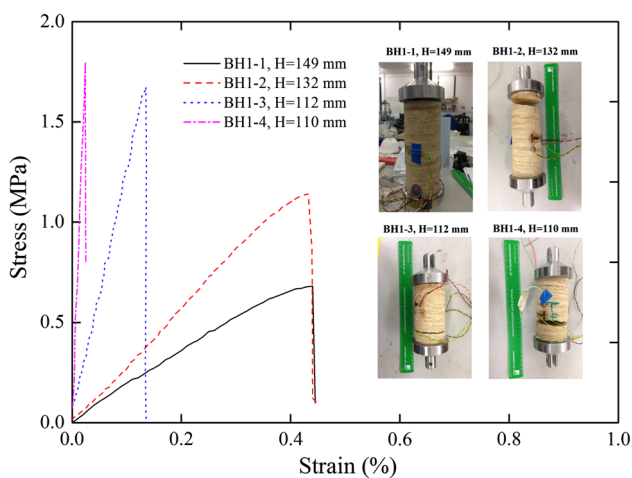 2.0
1.5
1.0
0.5
0.0
Stress (MPa)
0.0 0.2 0.4 0.6 0.8 1.0
Strain (%)
BH1-1, H=149 mm
BH1-2, H=132 mm
BH1-3, H=112 mm
BH1-4, H=110 mm
BH1-1, H=149 mm
BH1-2, H=132 mm
BH1-3, H=112 mm
BH1-4, H=110 mm